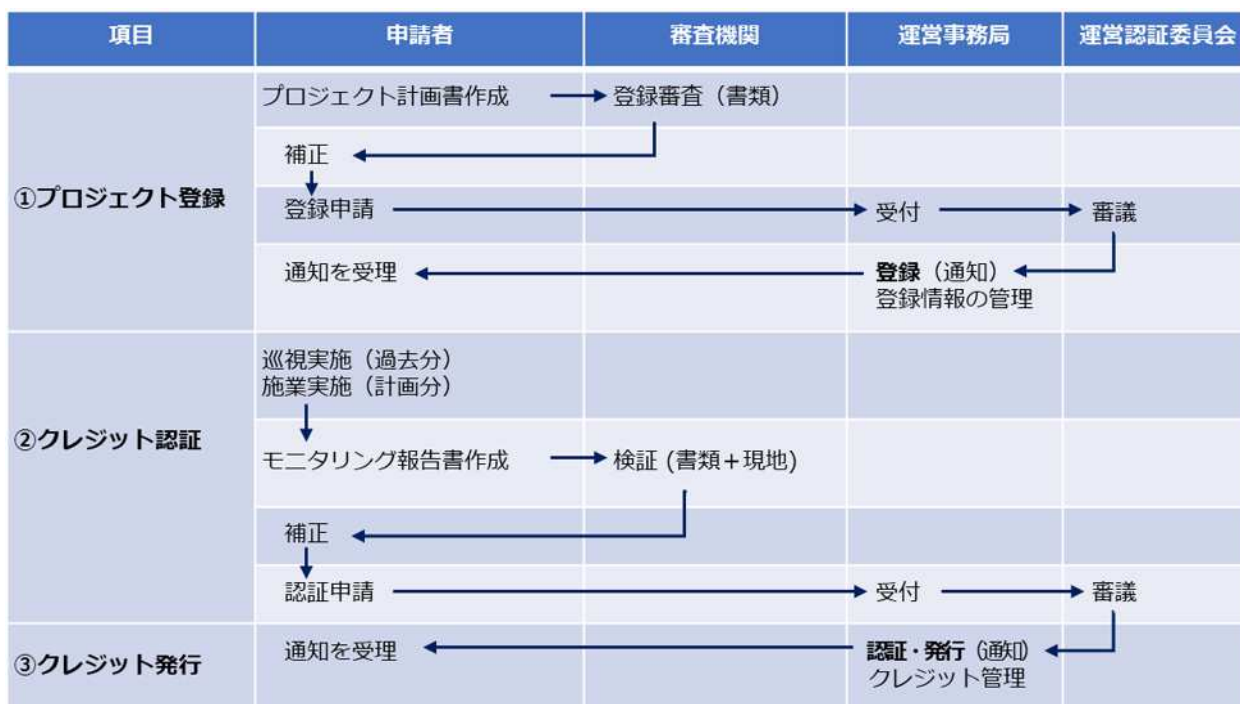 項目 申請者 審査機関 運営事務局 運営認証委員会
プロジェクト計画書作成 登録審査（書類）
補正
①プロジェクト登録
登録申請 受付 審議
通知を受理 登録（通知）
登録情報の管理
巡視実施（過去分）
施業実施（計画分）
②クレジット認証
モニタリング報告書作成 検証 (書類＋現地)
補正
認証申請 受付 審議
③クレジット発行
通知を受理 認証・発行（通知）
クレジット管理